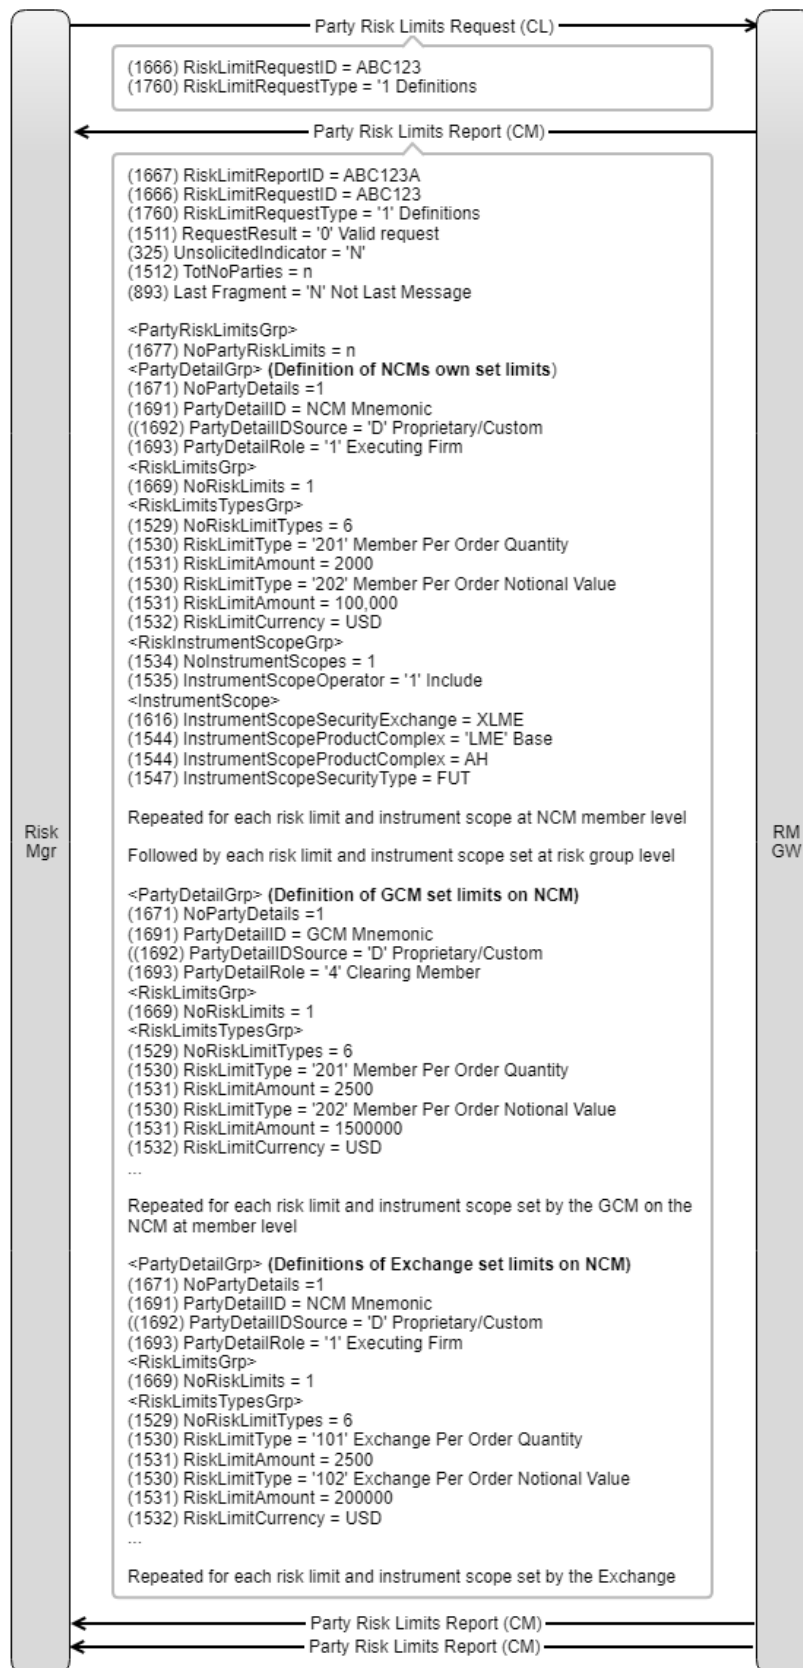 Party Risk Limits Request (CL)
(1666) RiskLimitRequestID = ABC123
(1760) RiskLimitRequestType = '1 Definitions
Party Risk Limits Report (CM)
(1667) RiskLimitReportID = ABC123A
(1666) RiskLimitRequestID = ABC123
(1760) RiskLimitRequestType = '1' Definitions
(1511) RequestResult = '0' Valid request
(325) UnsolicitedIndicator = 'N'
(1512) TotNoParties = n
(893) Last Fragment = 'N' Not Last Message
<PartyRiskLimitsGrp>
(1677) NoPartyRiskLimits = n
<PartyDetailGrp> (Definition of NCMs own set limits)
(1671) NoPartyDetails =1
(1691) PartyDetailID = NCM Mnemonic
((1692) PartyDetailIDSource = 'D' Proprietary/Custom
(1693) PartyDetailRole = '1' Executing Firm
<RiskLimitsGrp>
(1669) NoRiskLimits = 1
<RiskLimitsTypesGrp>
(1529) NoRiskLimitTypes = 6
(1530) RiskLimitType = '201' Member Per Order Quantity
(1531) RiskLimitAmount = 2000
(1530) RiskLimitType = '202' Member Per Order Notional Value
(1531) RiskLimitAmount = 100,000
(1532) RiskLimitCurrency = USD
<RiskInstrumentScopeGrp>
(1534) NoInstrumentScopes = 1
(1535) InstrumentScopeOperator = '1' Include
<InstrumentScope>
(1616) InstrumentScopeSecurityExchange = XLME
(1544) InstrumentScopeProductComplex = 'LME' Base
(1544) InstrumentScopeProductComplex = AH
(1547) InstrumentScopeSecurityType = FUT
Repeated for each risk limit and instrument scope at NCM member level
Risk
Mgr
RM
GW
Followed by each risk limit and instrument scope set at risk group level
<PartyDetailGrp> (Definition of GCM set limits on NCM)
(1671) NoPartyDetails =1
(1691) PartyDetailID = GCM Mnemonic
((1692) PartyDetailIDSource = 'D' Proprietary/Custom
(1693) PartyDetailRole = '4' Clearing Member
<RiskLimitsGrp>
(1669) NoRiskLimits = 1
<RiskLimitsTypesGrp>
(1529) NoRiskLimitTypes = 6
(1530) RiskLimitType = '201' Member Per Order Quantity
(1531) RiskLimitAmount = 2500
(1530) RiskLimitType = '202' Member Per Order Notional Value
(1531) RiskLimitAmount = 1500000
(1532) RiskLimitCurrency = USD
...
Repeated for each risk limit and instrument scope set by the GCM on the
NCM at member level
<PartyDetailGrp> (Definitions of Exchange set limits on NCM)
(1671) NoPartyDetails =1
(1691) PartyDetailID = NCM Mnemonic
((1692) PartyDetailIDSource = 'D' Proprietary/Custom
(1693) PartyDetailRole = '1' Executing Firm
<RiskLimitsGrp>
(1669) NoRiskLimits = 1
<RiskLimitsTypesGrp>
(1529) NoRiskLimitTypes = 6
(1530) RiskLimitType = '101' Exchange Per Order Quantity
(1531) RiskLimitAmount = 2500
(1530) RiskLimitType = '102' Exchange Per Order Notional Value
(1531) RiskLimitAmount = 200000
(1532) RiskLimitCurrency = USD
...
Repeated for each risk limit and instrument scope set by the Exchange
Party Risk Limits Report (CM)
Party Risk Limits Report (CM)